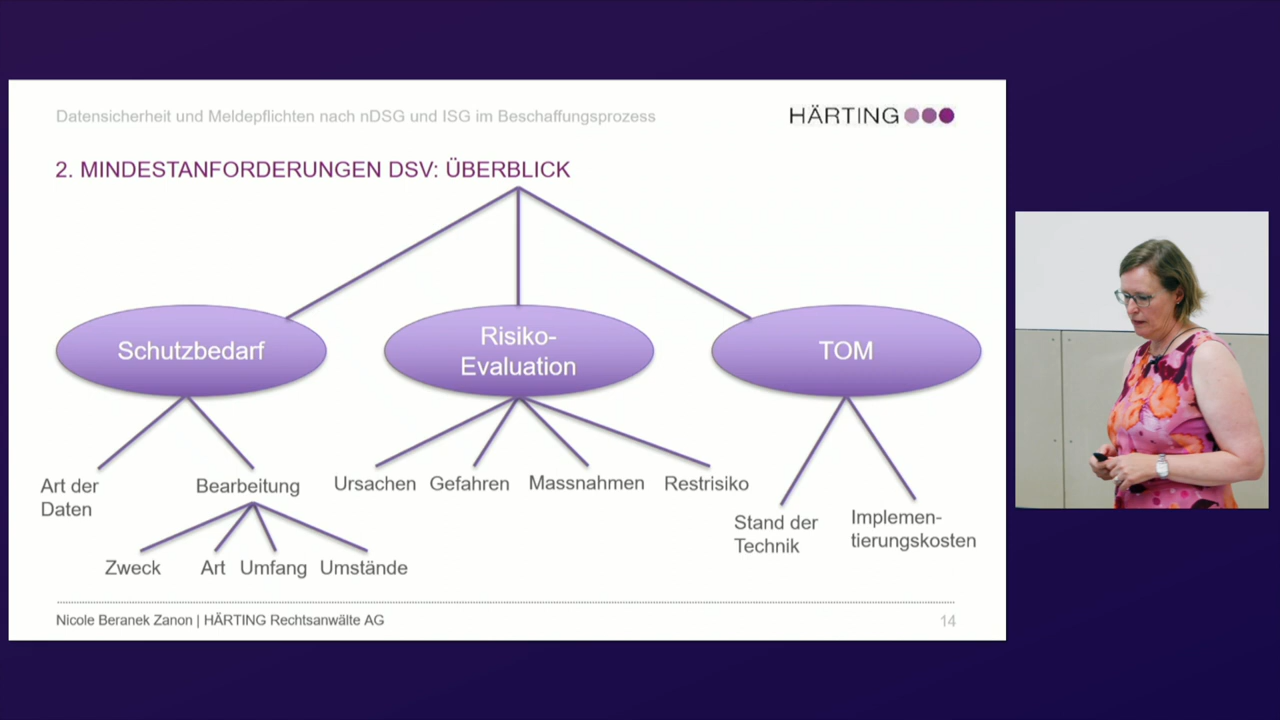 Datensicherheit und Meldepflichten nach nDSG und ISG im Beschaffungsprozess
HÄRTING
2. MINDESTANFORDERUNGEN DSV: ÜBERBLICK
Schutzbedarf
Risiko-
Evaluation
TOM
Art der
Daten
Bearbeitung
Ursachen
Gefahren
Massnahmen
Restrisiko
Stand der
Technik
Implemen-
tierungskosten
Zweck
Art
Umfang
Umstände
Nicole Beranek Zanon | HÄRTING Rechtsanwälte AG
14